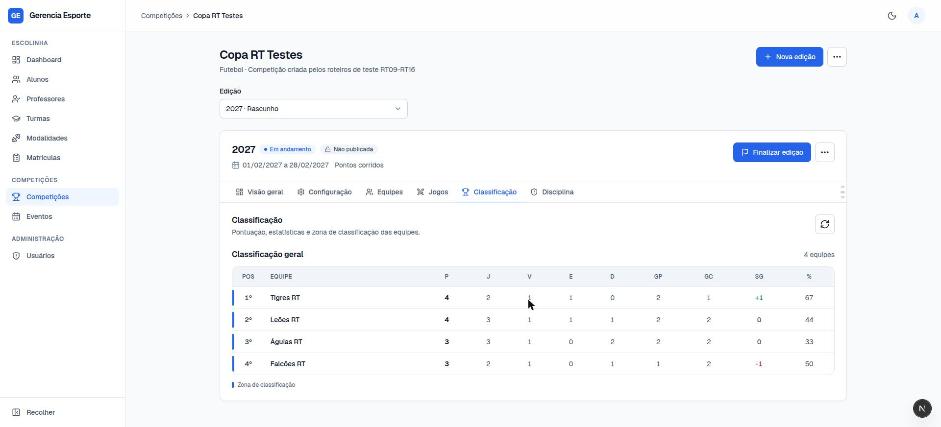 GE Gerencia Esporte
Competições > Copa RT Testes
A
ESCOLINHA
Dashboard
Alunos
Professores
Turmas
Modalidades
Matrículas
COMPETIÇÕES
Competições
Eventos
ADMINISTRAÇÃO
Usuários
Recolher
Copa RT Testes
Futebol · Competição criada pelos roteiros de teste RT09-RT16
Nova edição
Edição
2027 · Rascunho
2027 Em andamento Não publicada
01/02/2027 a 28/02/2027 Pontos corridos
Finalizar edição
Visão geral Configuração Equipes Jogos Classificação Disciplina
Classificação
Pontuação, estatísticas e zona de classificação das equipes.
Classificação geral 4 equipes
POS EQUIPE P J V E D GP GC SG %
1º Tigres RT 4 2 1 1 0 2 1 +1 67
2º Leões RT 4 3 1 1 1 2 2 0 44
3º Águias RT 3 3 1 0 2 2 2 0 33
4º Falcões RT 3 2 1 0 1 1 2 -1 50
Zona de classificação
N